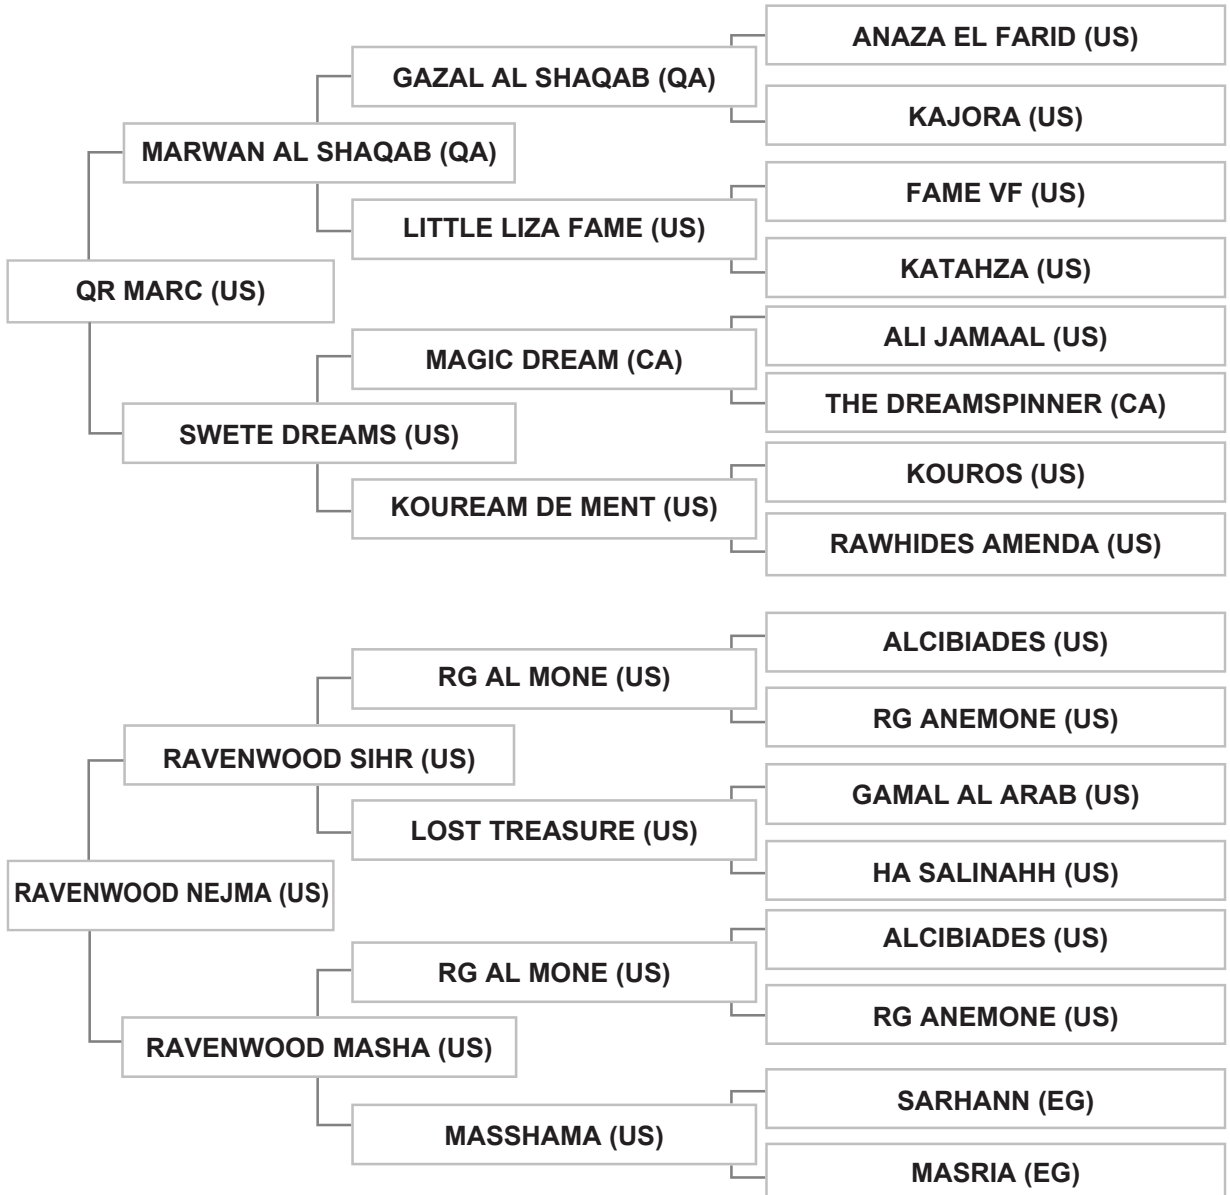 ANAZA EL FARID (US)
GAZAL AL SHAQAB (QA)
KAJORA (US)
MARWAN AL SHAQAB (QA)
FAME VF (US)
LITTLE LIZA FAME (US)
KATAHZA (US)
QR MARC (US)
ALI JAMAAL (US)
MAGIC DREAM (CA)
THE DREAMSPINNER (CA)
SWETE DREAMS (US)
KOUROS (US)
KOUREAM DE MENT (US)
RAWHIDES AMENDA (US)
ALCIBIADES (US)
RG AL MONE (US)
RG ANEMONE (US)
RAVENWOOD SIHR (US)
GAMAL AL ARAB (US)
LOST TREASURE (US)
HA SALINAHH (US)
RAVENWOOD NEJMA (US)
ALCIBIADES (US)
RG AL MONE (US)
RG ANEMONE (US)
RAVENWOOD MASHA (US)
SARHANN (EG)
MASSHAMA (US)
MASRIA (EG)